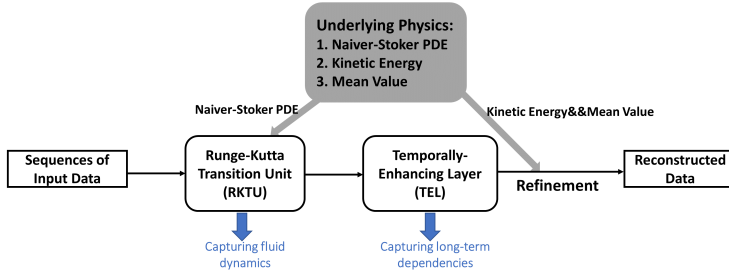 Underlying Physics:
1. Naiver-Stoker PDE
2. Kinetic Energy
3. Mean Value
Naiver-Stoker PDE
Kinetic Energy&&Mean Value
Sequences of
Input Data
Runge-Kutta
Transition Unit
(RKTU)
Temporally-
Enhancing Layer
(TEL)
Refinement
Reconstructed
Data
Capturing fluid
dynamics
Capturing long-term
dependencies